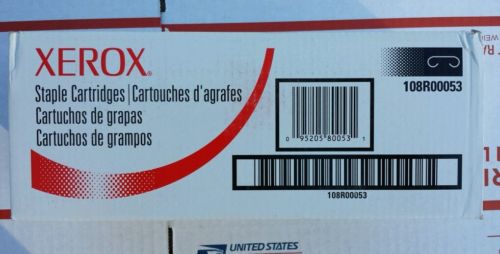 XEROX®
Staple Cartridges|Cartouches d'agrafes
Cartuchos de grapas
Cartuchos de grampos
108R00053
0 95205 80053 1
108R00053
UNITED STATES